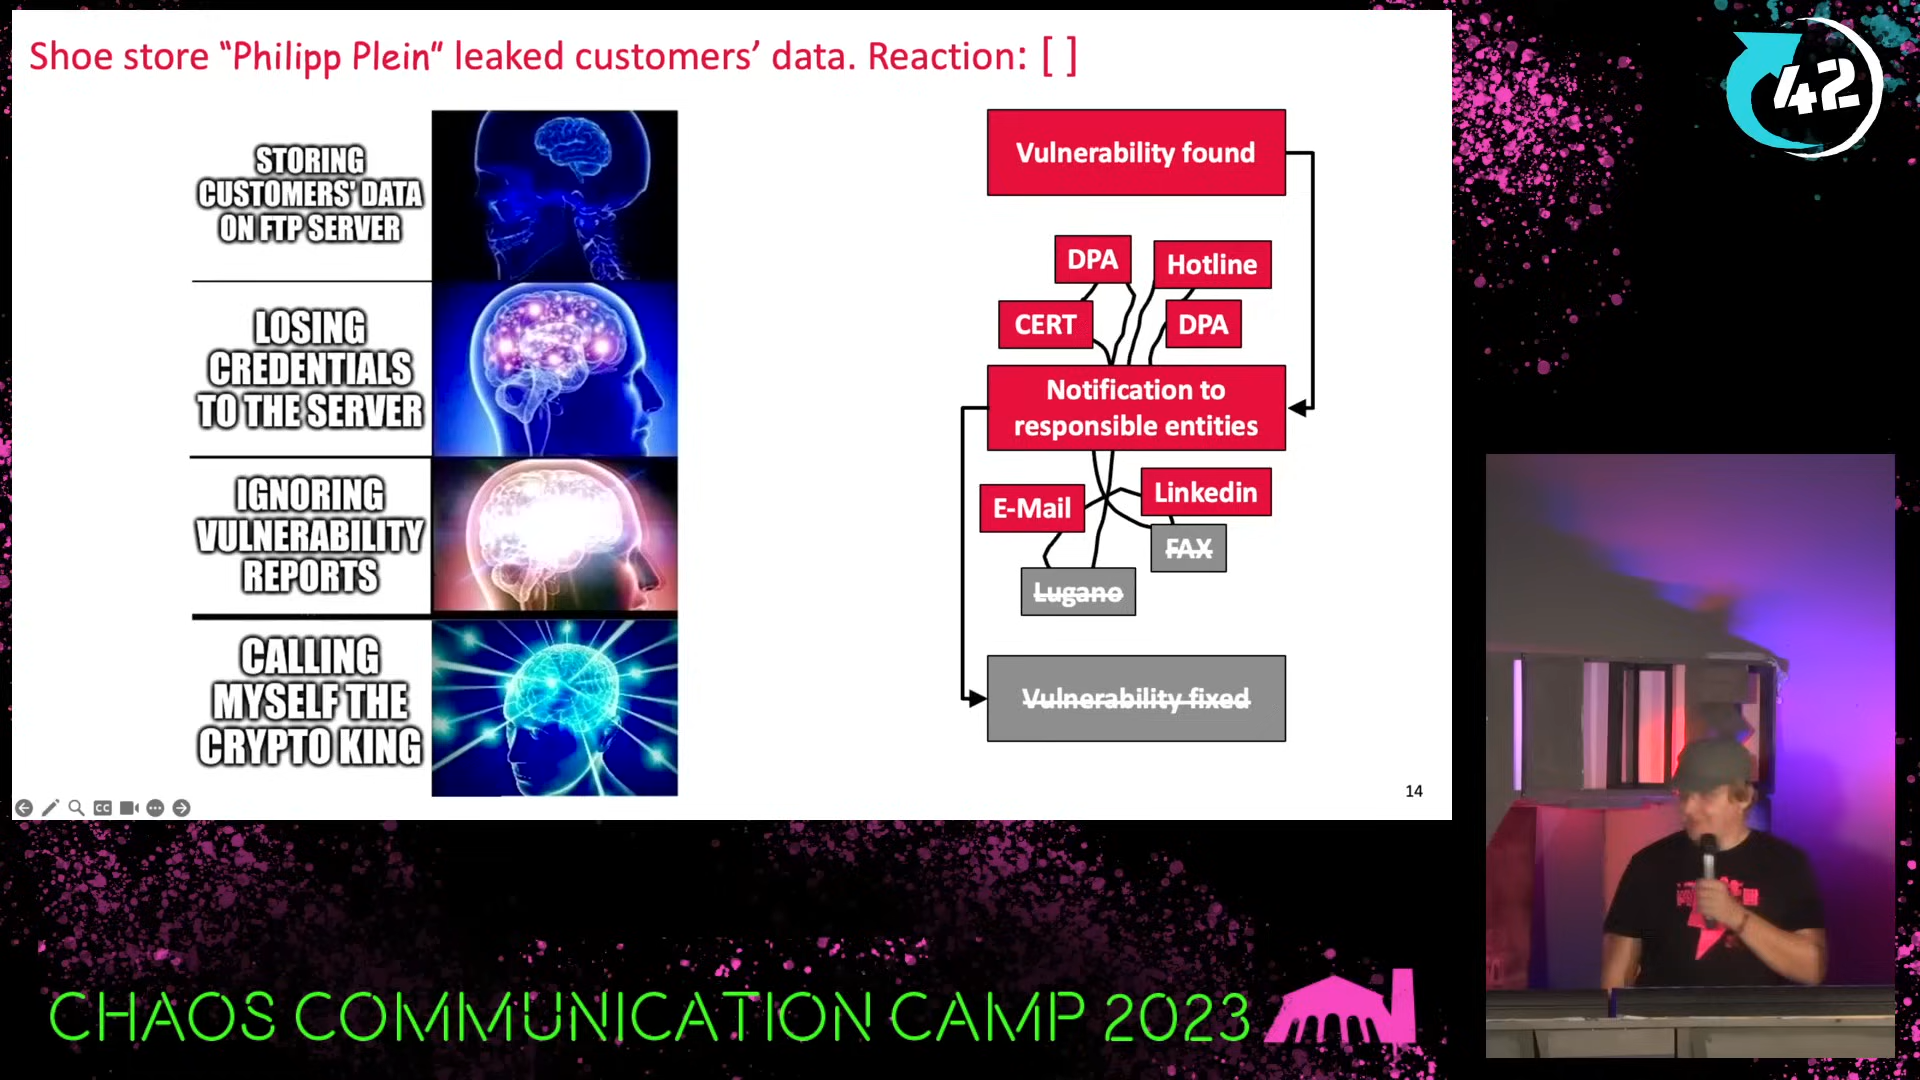 Shoe store “Philipp Plein” leaked customers’ data. Reaction: [ ]
STORING
CUSTOMERS' DATA
ON FTP SERVER
LOSING
CREDENTIALS
TO THE SERVER
IGNORING
VULNERABILITY
REPORTS
CALLING
MYSELF THE
CRYPTO KING
Vulnerability found
DPA
Hotline
CERT
DPA
Notification to
responsible entities
E-Mail
Linkedin
FAX
Lugano
Vulnerability fixed
14
CC
42
CHAOS COMMUNICATION CAMP 2023